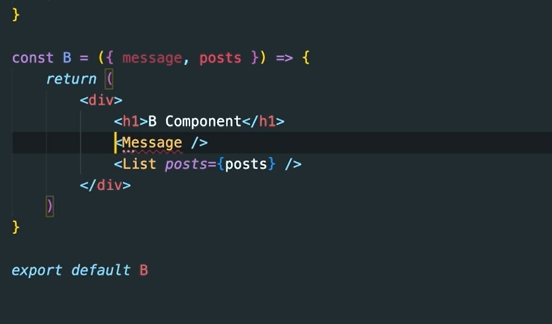 }
const B = ({ message, posts }) => {
    return (
        <div>
            <h1>B Component</h1>
            <Message />
            <List posts={posts} />
        </div>
    )
}
export default B